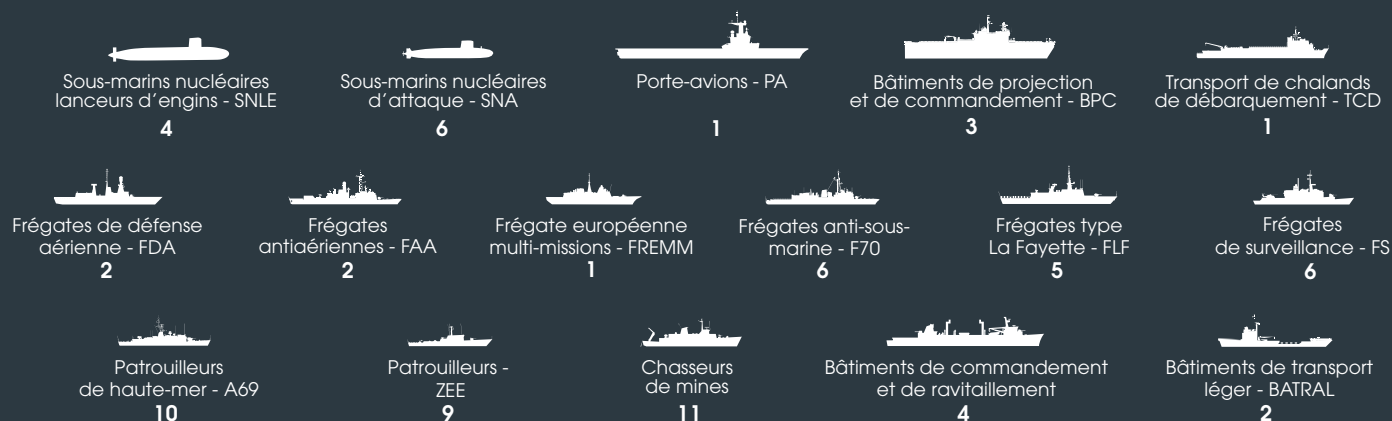 Sous-marins nucléaires
lanceurs d'engins - SNLE
4
Sous-marins nucléaires
d'attaque - SNA
6
Porte-avions - PA
1
Bâtiments de projection
et de commandement - BPC
3
Transport de chalands
de débarquement - TCD
1
Frégates de défense
aérienne - FDA
2
Frégates
antiaériennes - FAA
2
Frégate européenne
multi-missions - FREMM
1
Frégates anti-sous-
marine - F70
6
Frégates type
La Fayette - FLF
5
Frégates
de surveillance - FS
6
Patrouilleurs
de haute-mer - A69
10
Patrouilleurs -
ZEE
9
Chasseurs
de mines
11
Bâtiments de commandement
et de ravitaillement
4
Bâtiments de transport
léger - BATRAL
2